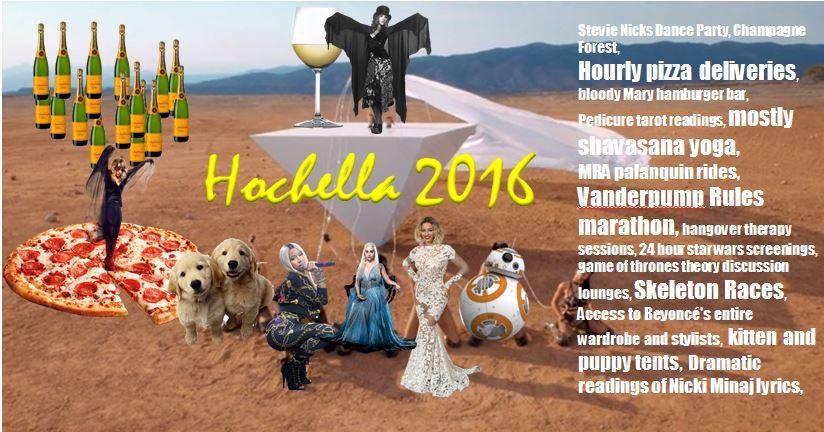 Hochella 2016
Stevie Nicks Dance Party, Champagne
Forest,
Hourly pizza deliveries,
bloody Mary hamburger bar,
Pedicure tarot readings, mostly
shavasana yoga,
MRA palanquin rides,
Vanderpump Rules
marathon, hangover therapy
sessions, 24 hour star wars screenings,
game of thrones theory discussion
lounges, Skeleton Races,
Access to Beyoncé's entire
wardrobe and stylists, kitten and
puppy tents, Dramatic
readings of Nicki Minaj lyrics,